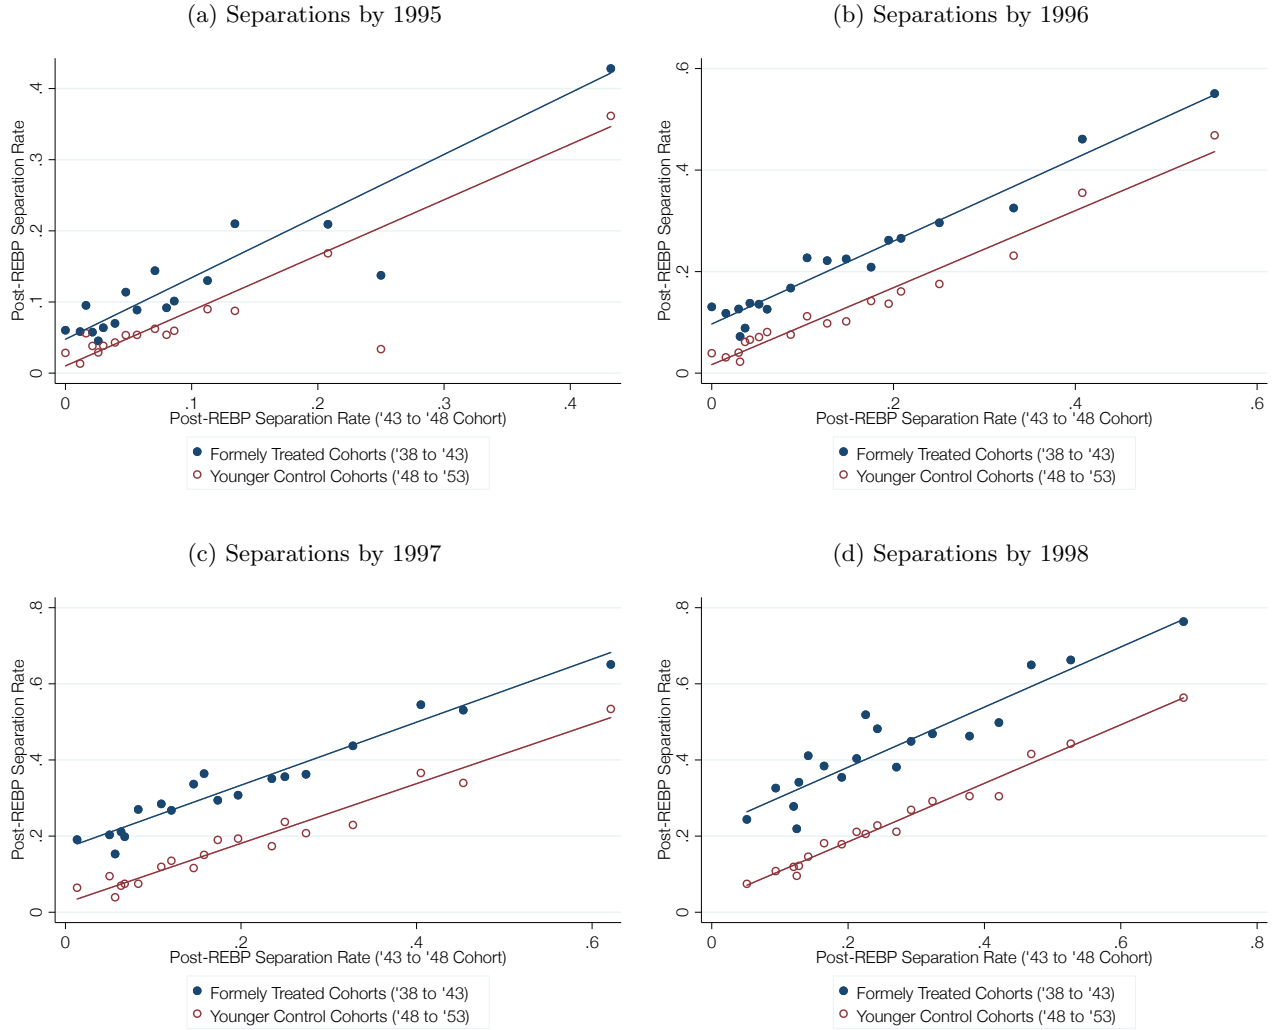 (a) Separations by 1995
Post-REBP Separation Rate
.4
.3
.2
.1
0
0 .1 .2 .3 .4
Post-REBP Separation Rate ('43 to '48 Cohort)
Formely Treated Cohorts ('38 to '43)
Younger Control Cohorts ('48 to '53)
(b) Separations by 1996
Post-REBP Separation Rate
.6
.4
.2
0
0 .2 .4 .6
Post-REBP Separation Rate ('43 to '48 Cohort)
Formely Treated Cohorts ('38 to '43)
Younger Control Cohorts ('48 to '53)
(c) Separations by 1997
Post-REBP Separation Rate
.8
.6
.4
.2
0
0 .2 .4 .6
Post-REBP Separation Rate ('43 to '48 Cohort)
Formely Treated Cohorts ('38 to '43)
Younger Control Cohorts ('48 to '53)
(d) Separations by 1998
Post-REBP Separation Rate
.8
.6
.4
.2
0
0 .2 .4 .6 .8
Post-REBP Separation Rate ('43 to '48 Cohort)
Formely Treated Cohorts ('38 to '43)
Younger Control Cohorts ('48 to '53)